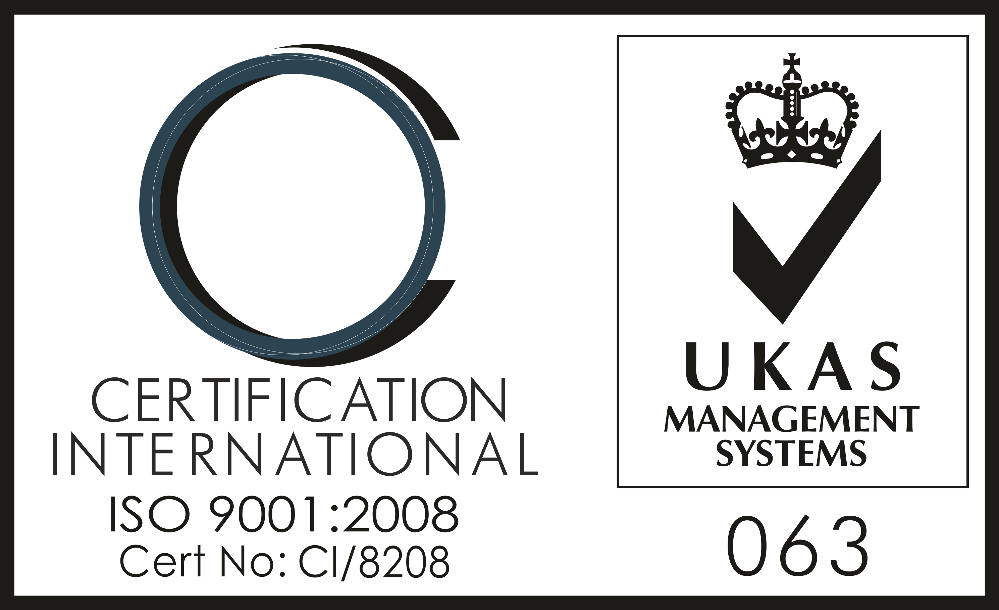 CERTIFICATION
INTERNATIONAL
ISO 9001:2008
Cert No: CI/8208
UKAS
MANAGEMENT
SYSTEMS
063